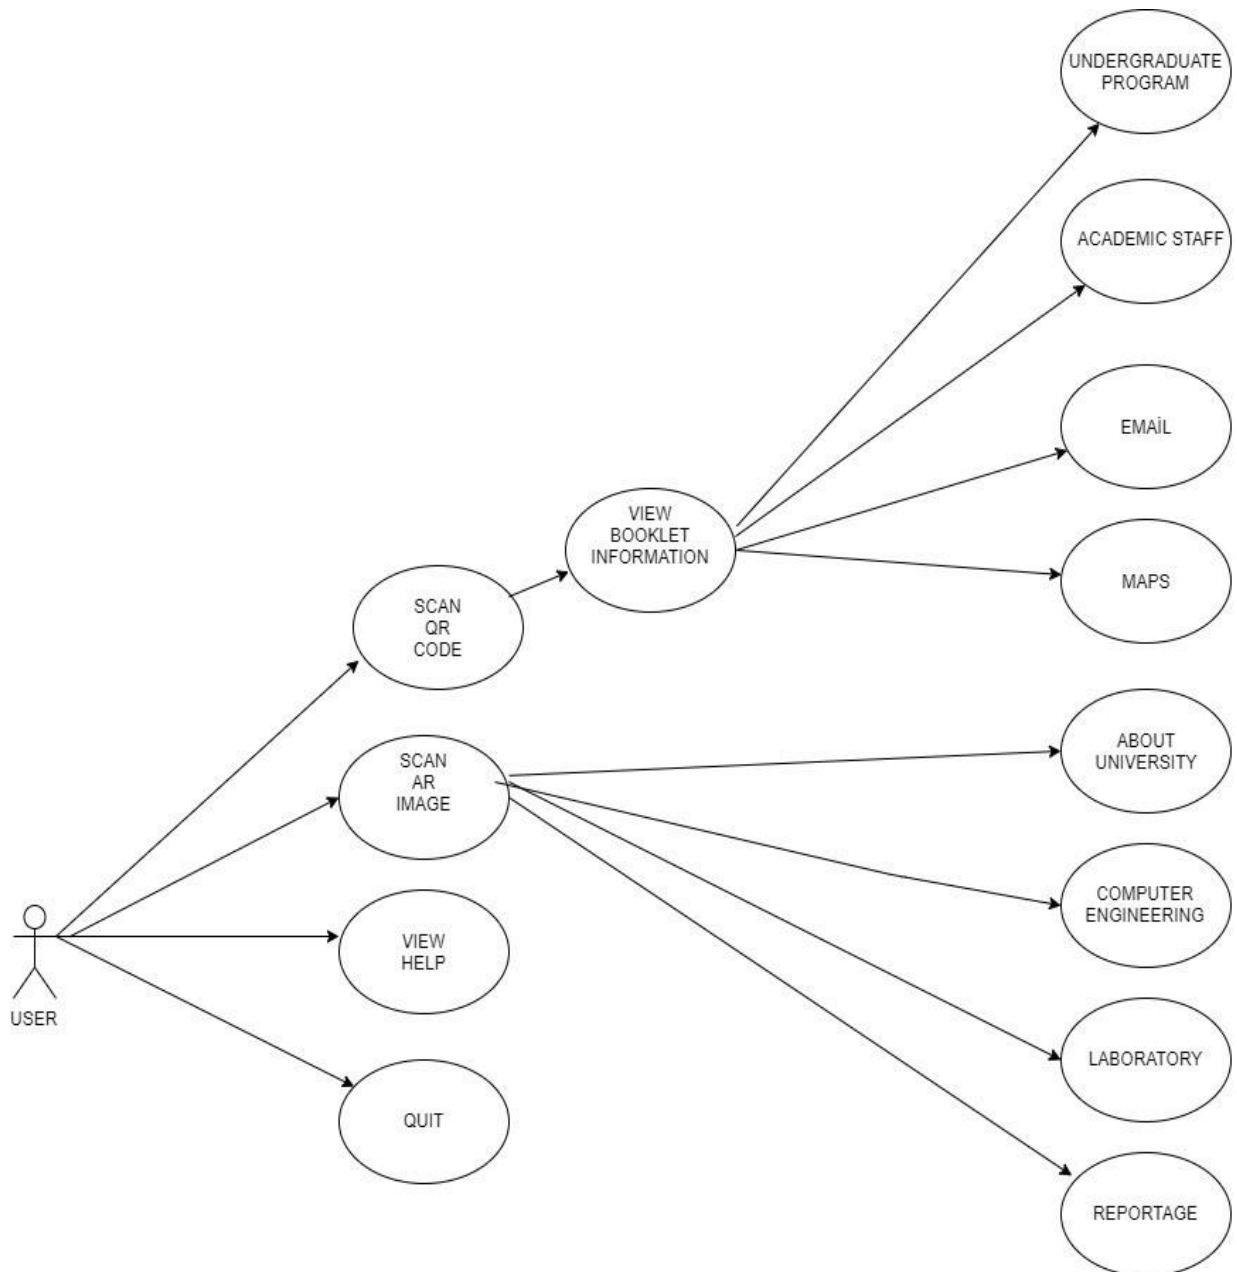 UNDERGRADUATE
PROGRAM
ACADEMIC STAFF
EMAİL
VIEW
BOOKLET
INFORMATION
MAPS
SCAN
QR
CODE
SCAN
AR
IMAGE
ABOUT
UNIVERSITY
COMPUTER
ENGINEERING
VIEW
HELP
USER
LABORATORY
QUIT
REPORTAGE